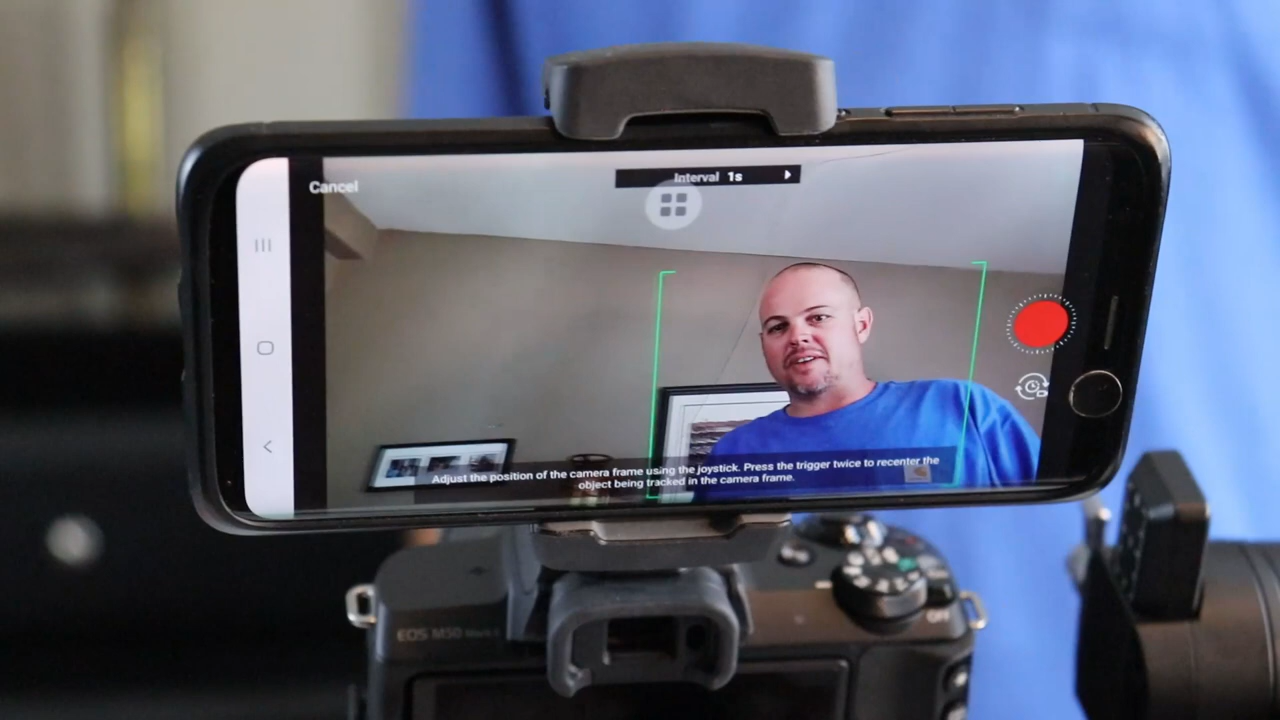 Cancel
Interval 1s
Adjust the position of the camera frame using the joystick. Press the trigger twice to recenter the
object being tracked in the camera frame.
EOS M50 Mark II
OFF